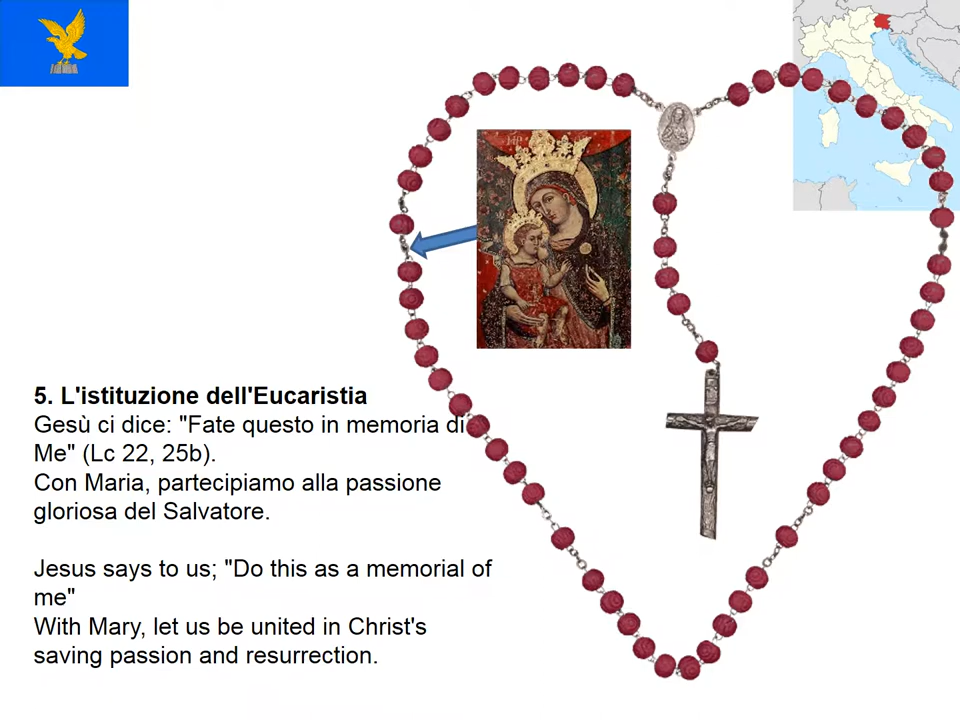 5. L'istituzione dell'Eucaristia
Gesù ci dice: "Fate questo in memoria di
Me" (Lc 22, 25b).
Con Maria, partecipiamo alla passione
gloriosa del Salvatore.
Jesus says to us; "Do this as a memorial of
me"
With Mary, let us be united in Christ's
saving passion and resurrection.